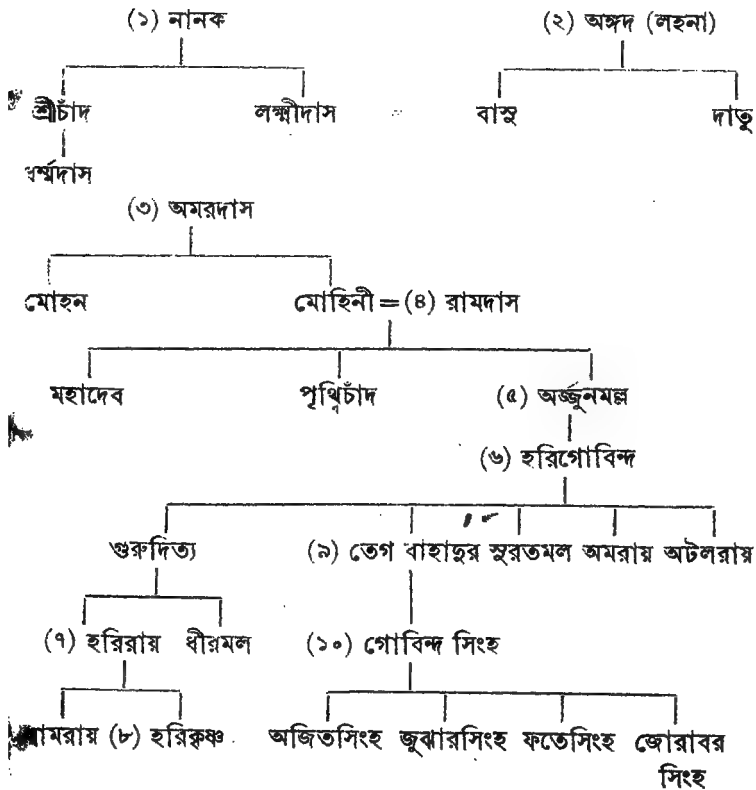 (১) নানক (২) অঙ্গদ (লহনা)
শ্রীচাঁদ লক্ষ্মীদাস বাসু দাতু
ধর্ম্মদাস
(৩) অমরদাস
মোহন মোহিনী = (৪) রামদাস
মহাদেব পৃথ্বিচাঁদ (৫) অর্জ্জুনমল্ল
(৬) হরিগোবিন্দ
গুরুদিত্য (৯) তেগ বাহাদুর সুরতমল অমরায় অটলরায়
(৭) হরিরায় ধীরমল (১০) গোবিন্দ সিংহ
রামরায় (৮) হরিকৃষ্ণ অজিতসিংহ জুঝারসিংহ ফতেসিংহ জোরাবর
সিংহ